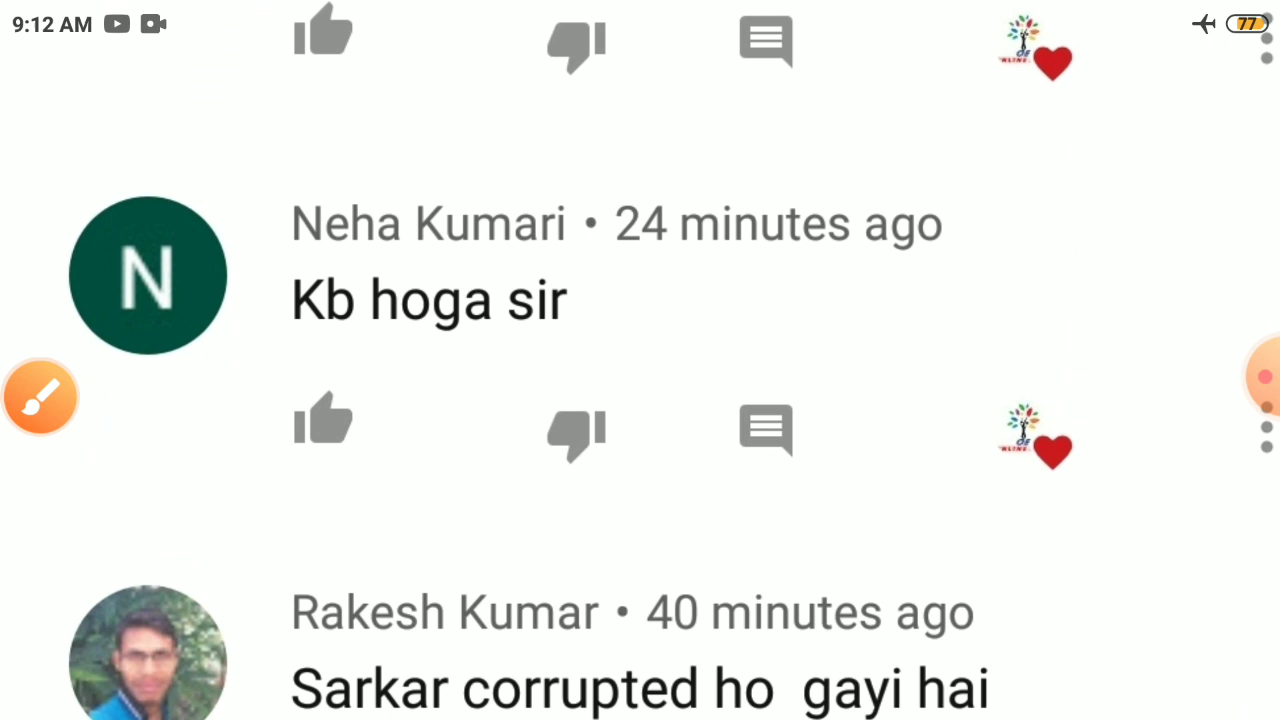 9:12 AM
77
Neha Kumari • 24 minutes ago
N
Kb hoga sir
Rakesh Kumar • 40 minutes ago
Sarkar corrupted ho gayi hai